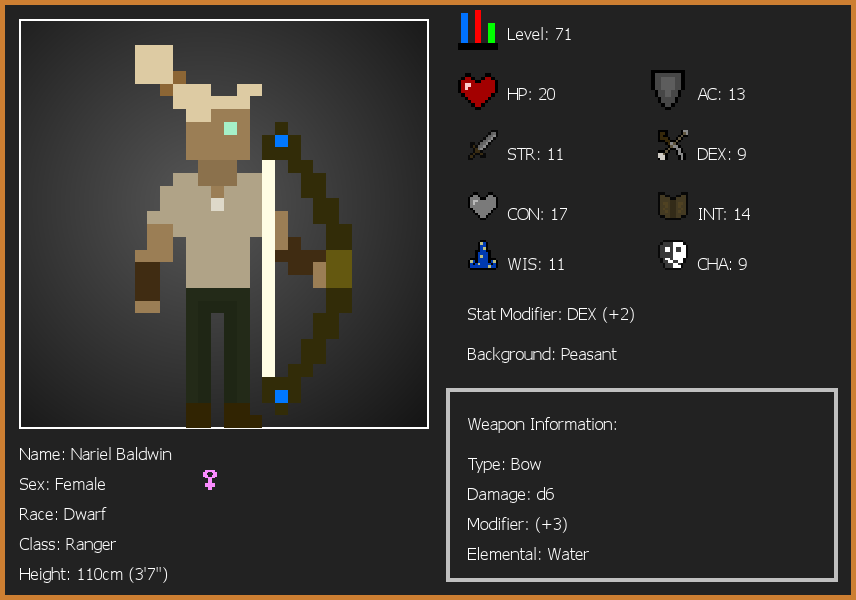 Level: 71
HP: 20
AC: 13
STR: 11
DEX: 9
CON: 17
INT: 14
WIS: 11
CHA: 9
Stat Modifier: DEX (+2)
Background: Peasant
Weapon Information:
Type: Bow
Damage: d6
Modifier: (+3)
Elemental: Water
Name: Nariel Baldwin
Sex: Female
Race: Dwarf
Class: Ranger
Height: 110cm (3'7")